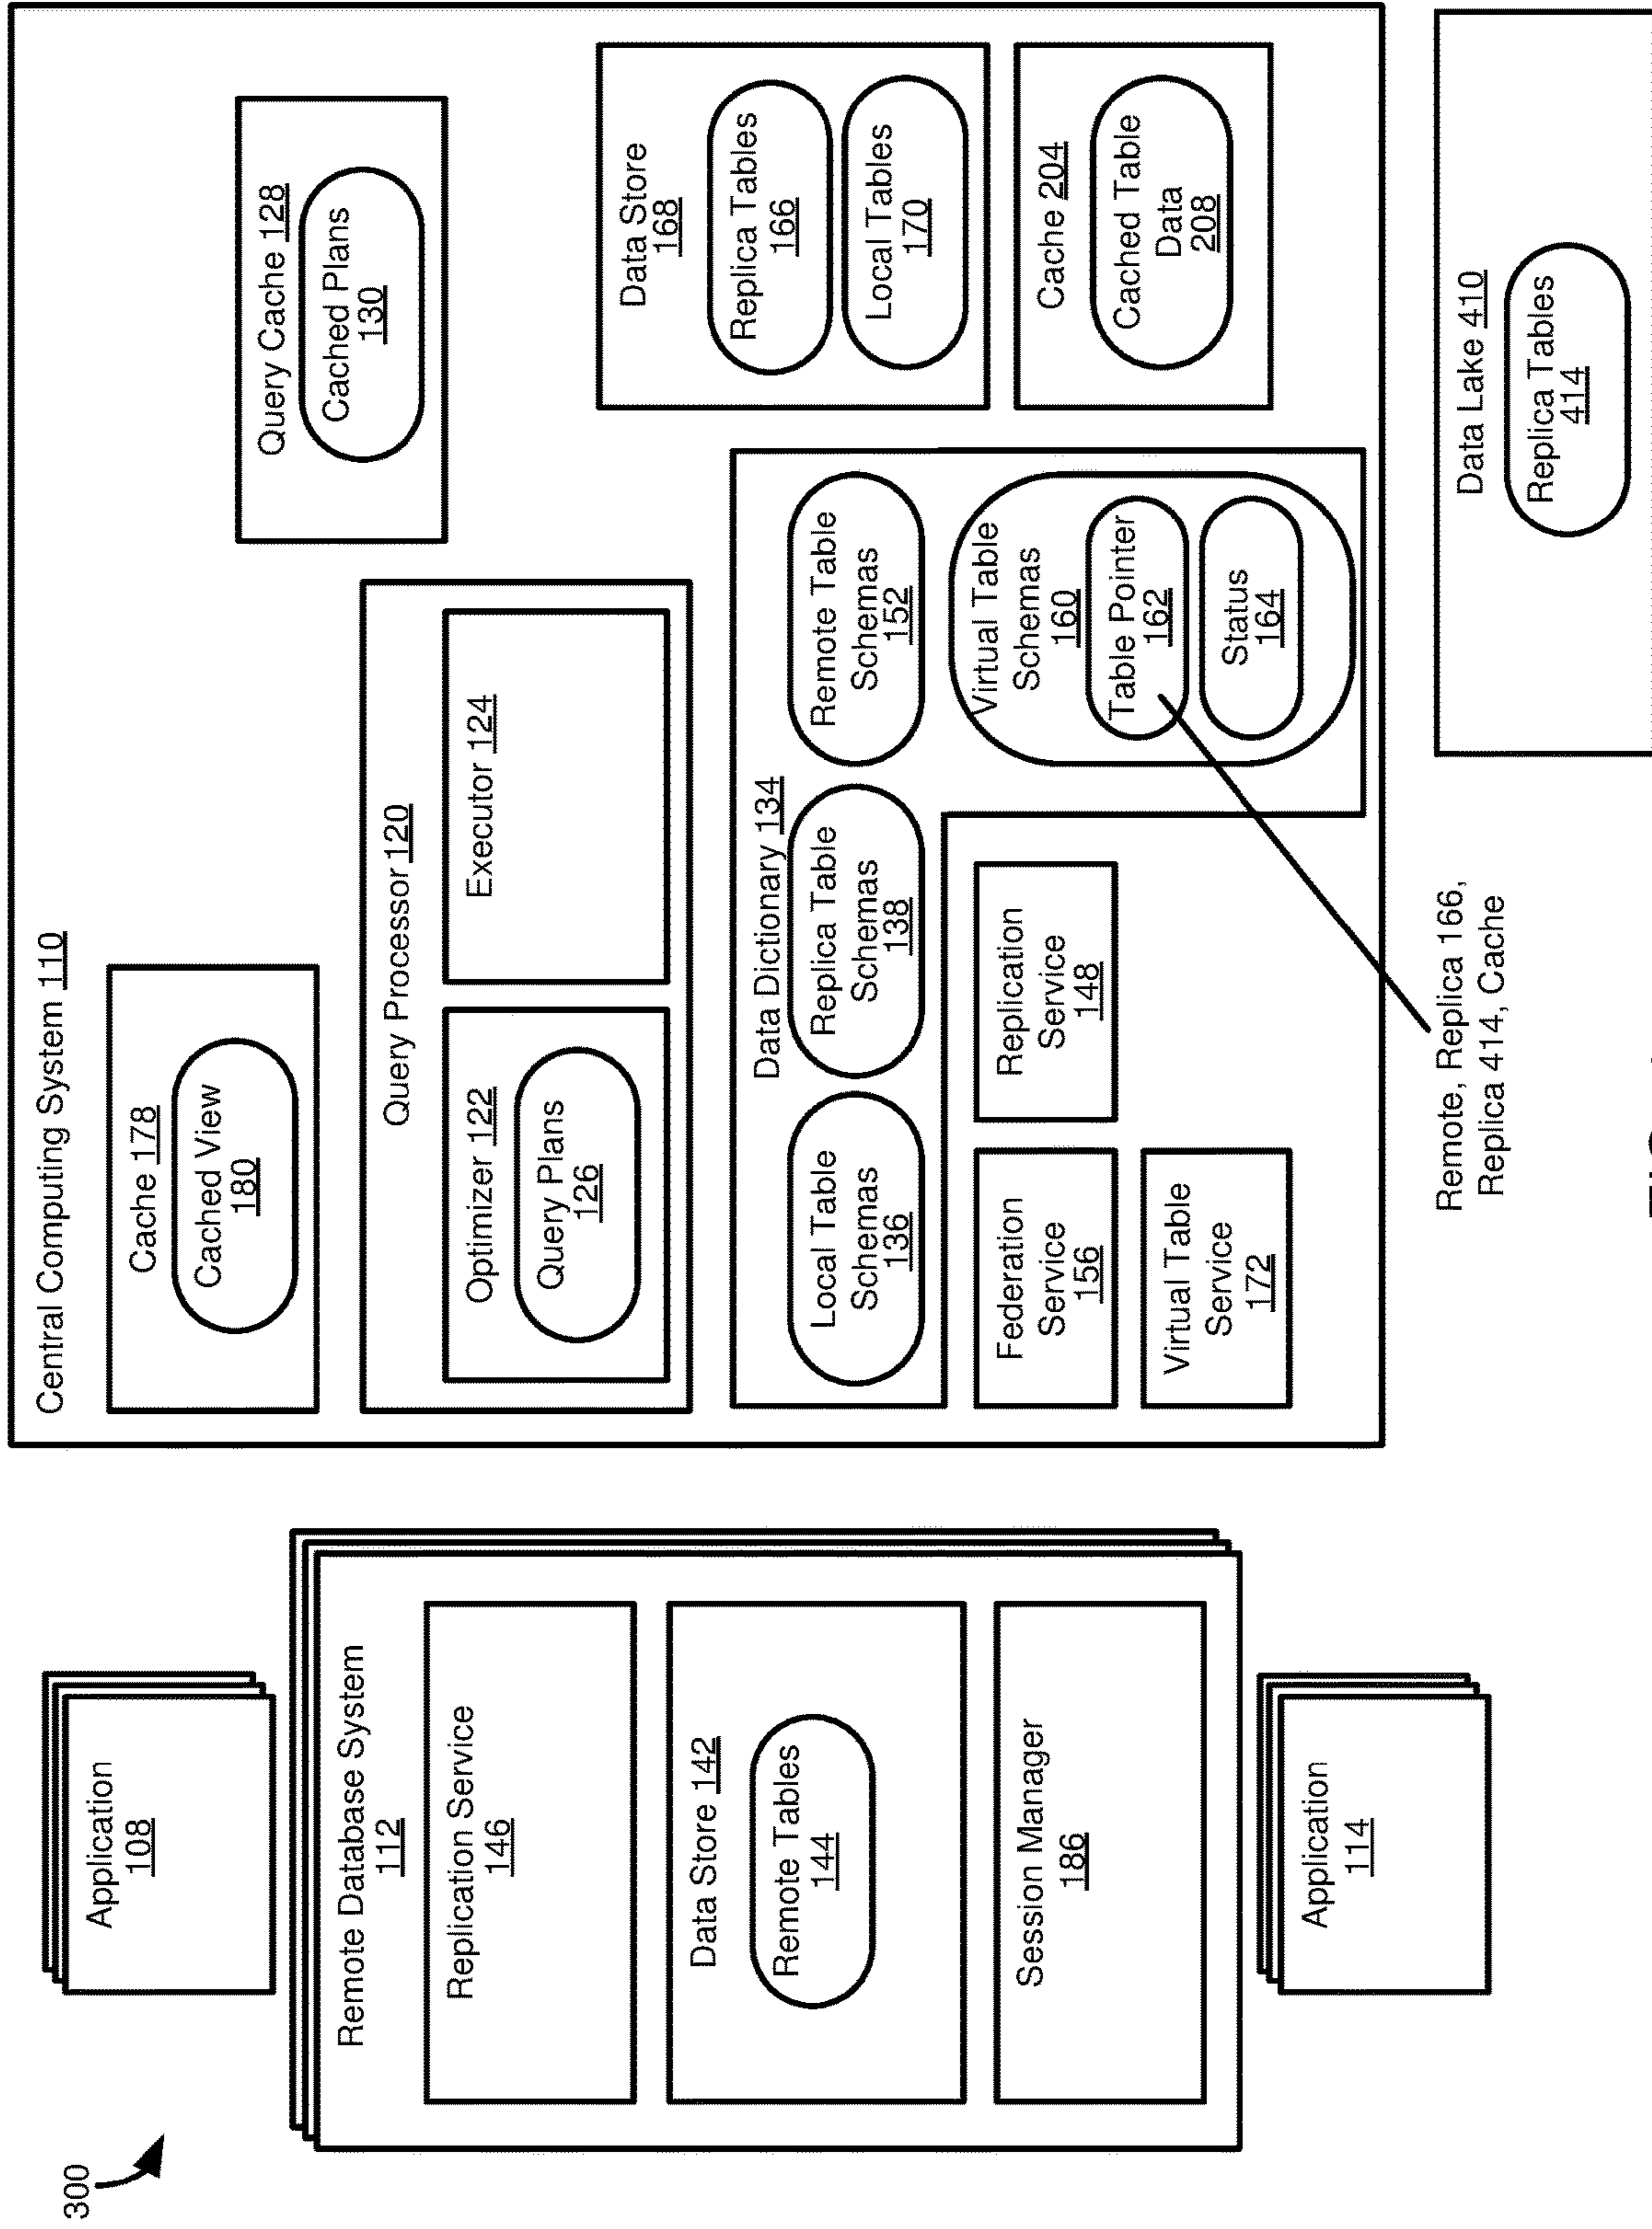 300
Application
108
Remote Database System
112
Replication Service
146
Data Store 142
Remote Tables
144
Session Manager
186
Application
114
Central Computing System 110
Cache 178
Cached View
180
Query Cache 128
Cached Plans
130
Query Processor 120
Optimizer 122
Query Plans
126
Executor 124
Data Store
168
Replica Tables
166
Local Tables
170
Cache 204
Cached Table
Data
208
Data Dictionary 134
Local Table
Schemas
136
Replica Table
Schemas
138
Remote Table
Schemas
152
Virtual Table
Schemas
160
Table Pointer
162
Status
164
Federation
Service
156
Replication
Service
148
Virtual Table
Service
172
Remote, Replica 166,
Replica 414, Cache
Data Lake 410
Replica Tables
414